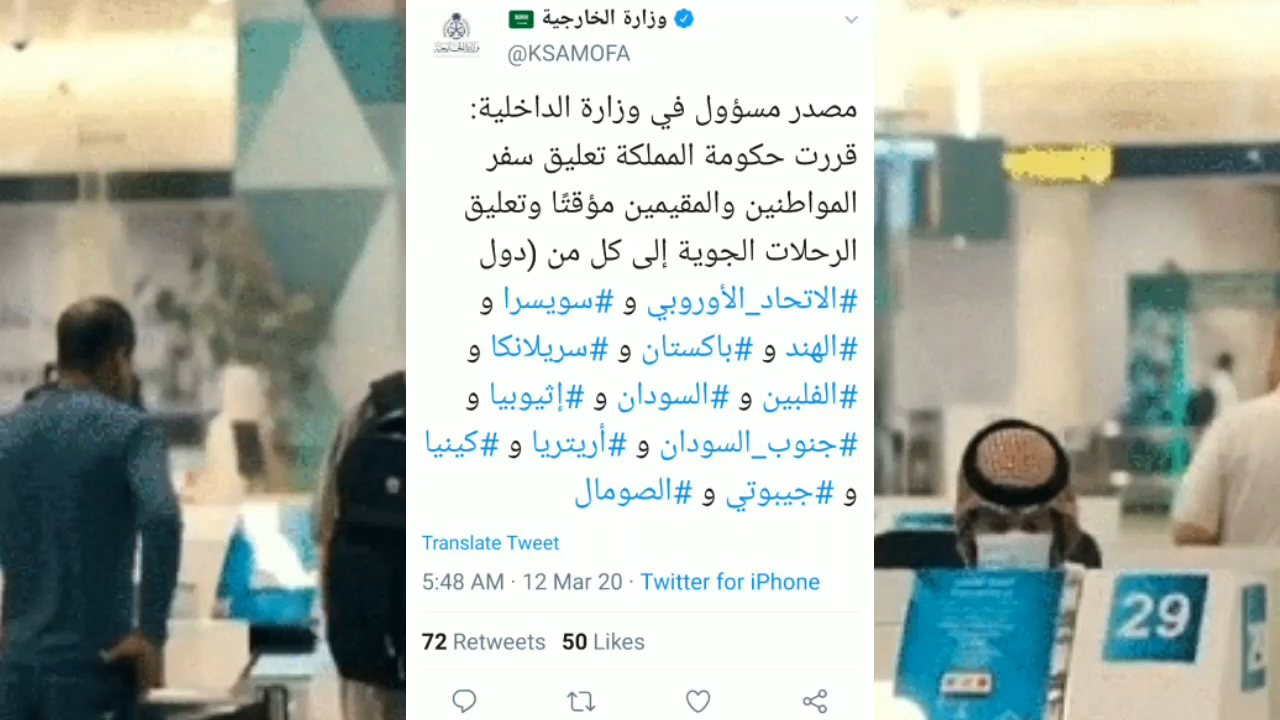 وزارة الخارجية
@KSAMOFA
مصدر مسؤول في وزارة الداخلية:
قررت حكومة المملكة تعليق سفر
المواطنين والمقيمين مؤقتًا وتعليق
الرحلات الجوية إلى كل من (دول
#الاتحاد_الأوروبي و #سويسرا و
#الهند و #باكستان و #سريلانكا و
#الفلبين و #السودان و #إثيوبيا و
#جنوب_السودان و #أريتريا و #كينيا
و #جيبوتي و #الصومال
Translate Tweet
5:48 AM · 12 Mar 20 · Twitter for iPhone
72 Retweets 50 Likes
29